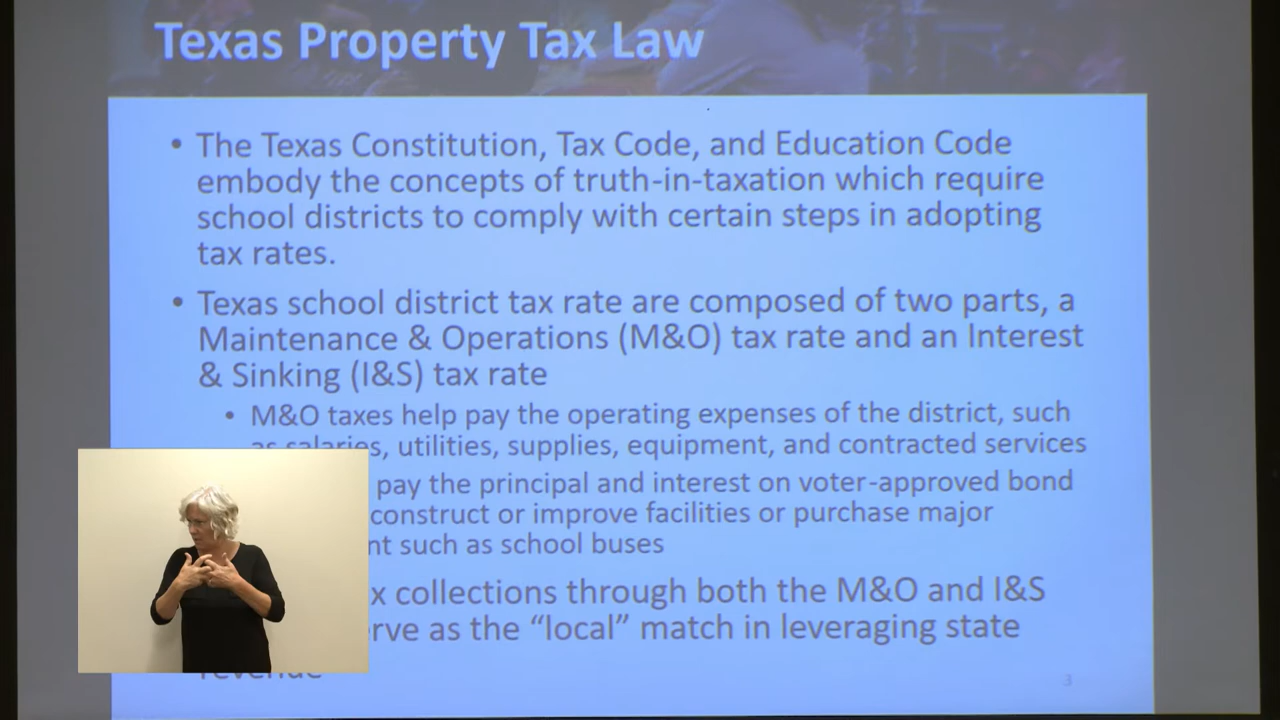 Texas Property Tax Law
• The Texas Constitution, Tax Code, and Education Code
embody the concepts of truth-in-taxation which require
school districts to comply with certain steps in adopting
tax rates.
• Texas school district tax rate are composed of two parts, a
Maintenance & Operations (M&O) tax rate and an Interest
& Sinking (I&S) tax rate
• M&O taxes help pay the operating expenses of the district, such
as salaries, utilities, supplies, equipment, and contracted services
pay the principal and interest on voter-approved bond
construct or improve facilities or purchase major
nt such as school buses
x collections through both the M&O and I&S
rve as the “local” match in leveraging state
revenue
3